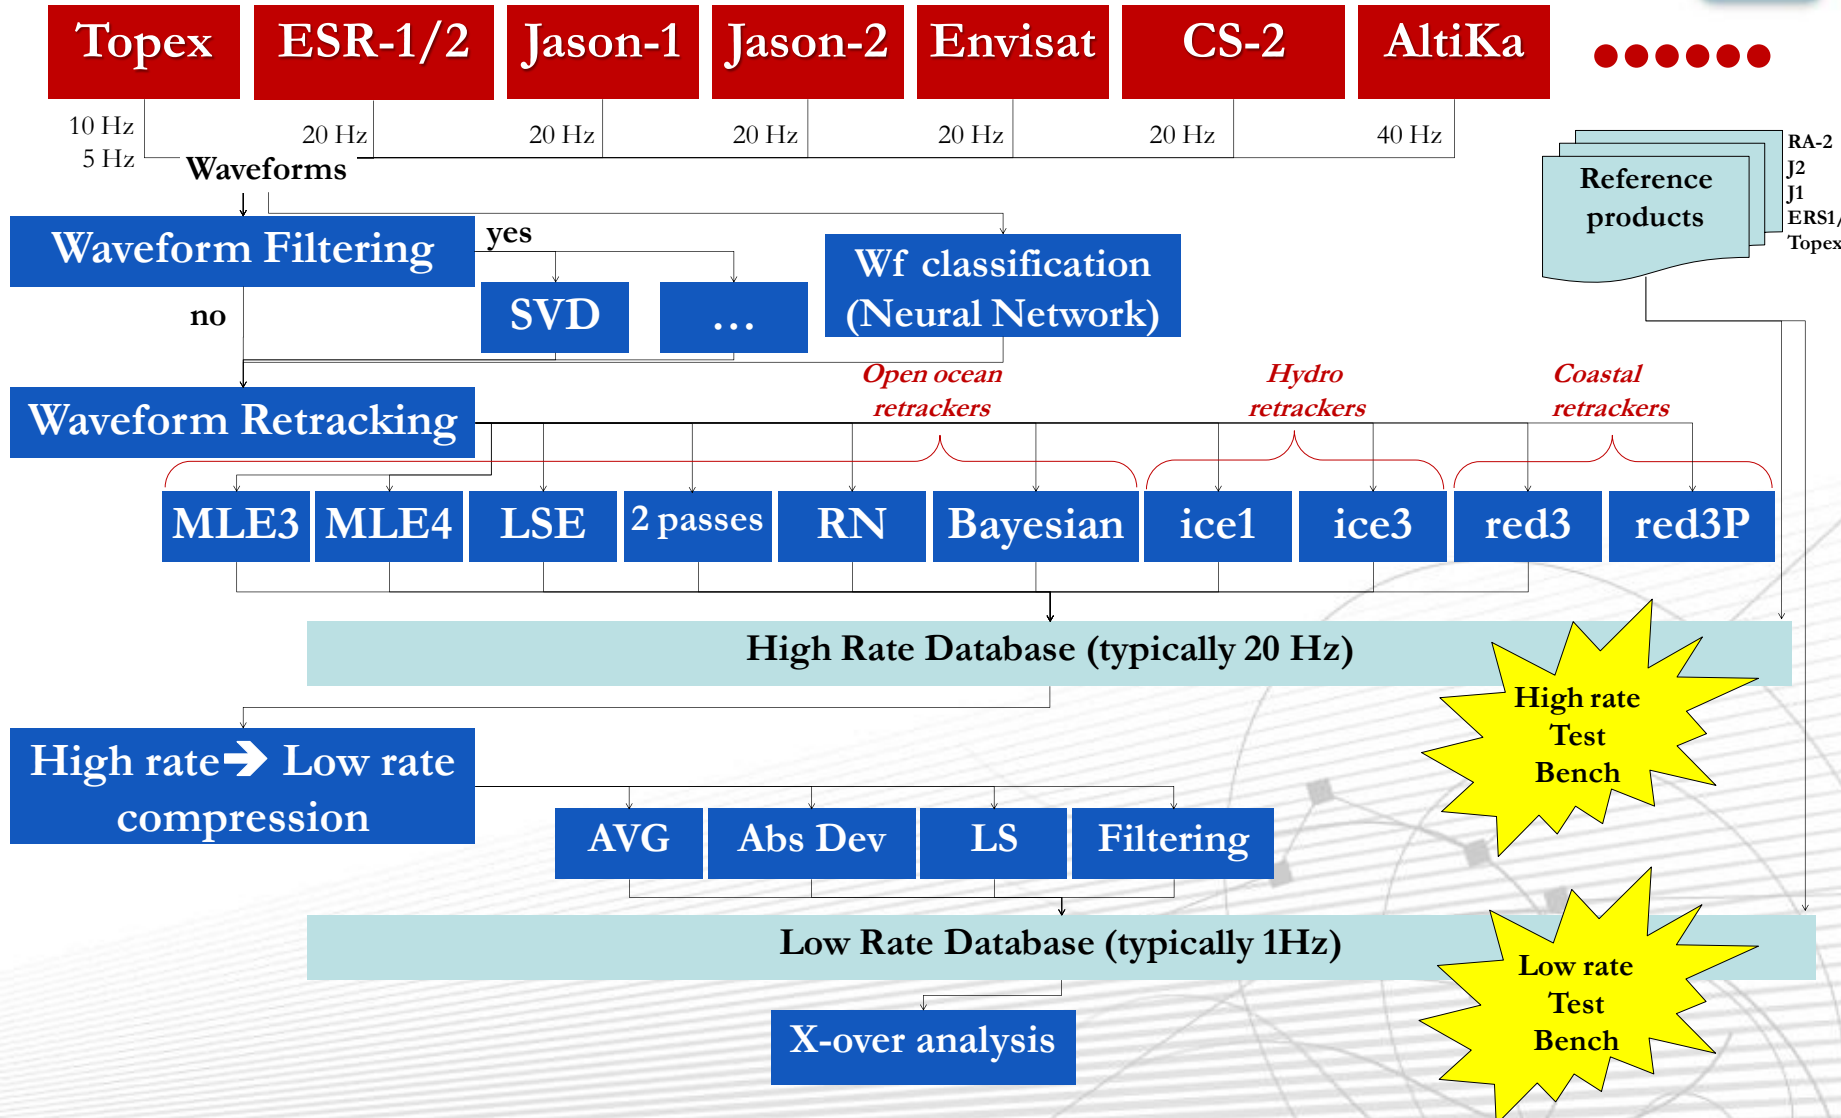 Topex
ESR-1/2
Jason-1
Jason-2
Envisat
CS-2
AltiKa
10 Hz
5 Hz
20 Hz
20 Hz
20 Hz
20 Hz
20 Hz
40 Hz
Waveforms
Reference
products
RA-2
J2
J1
ERS1/
Topex
Waveform Filtering
yes
no
SVD
...
Wf classification
(Neural Network)
Waveform Retracking
Open ocean
retrackers
Hydro
retrackers
Coastal
retrackers
MLE3
MLE4
LSE
2 passes
RN
Bayesian
ice1
ice3
red3
red3P
High Rate Database (typically 20 Hz)
High rate
Test
Bench
High rate➔ Low rate
compression
AVG
Abs Dev
LS
Filtering
Low Rate Database (typically 1Hz)
Low rate
Test
Bench
X-over analysis